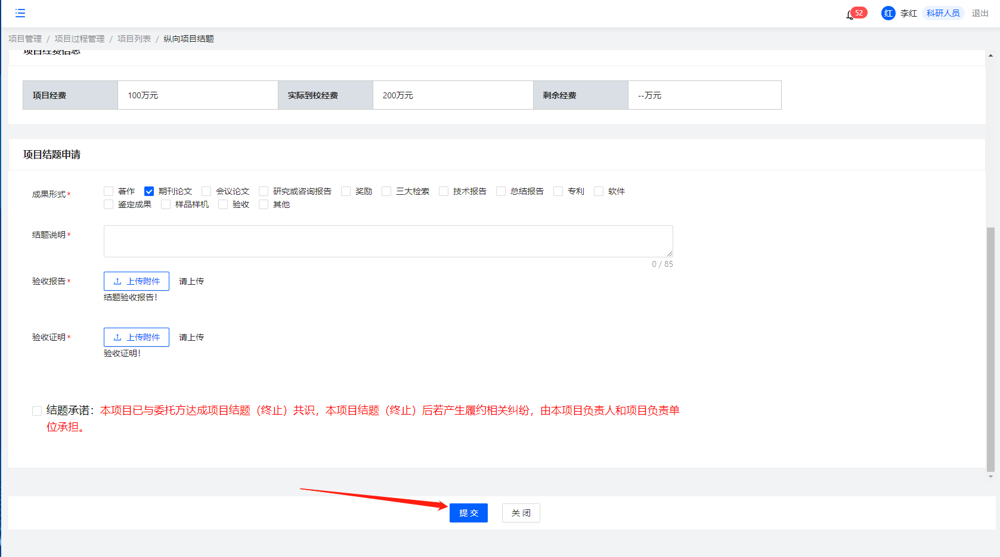 52 红 李红 科研人员 退出
项目管理 / 项目过程管理 / 项目列表 / 纵向项目结题
项目经费信息
项目经费 100万元 实际到校经费 200万元 剩余经费 --万元
项目结题申请
成果形式* 著作 期刊论文 会议论文 研究或咨询报告 奖励 三大检索 技术报告 总结报告 专利 软件
鉴定成果 样品样机 验收 其他
结题说明*
0 / 85
验收报告* 上传附件 请上传
结题验收报告!
验收证明* 上传附件 请上传
验收证明!
结题承诺：本项目已与委托方达成项目结题（终止）共识，本项目结题（终止）后若产生履约相关纠纷，由本项目负责人和项目负责单
位承担。
提 交 关 闭